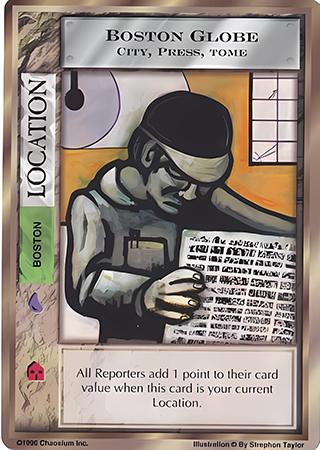 BOSTON GLOBE
CITY, PRESS, TOME
LOCATION
BOSTON
All Reporters add 1 point to their card
value when this card is your current
Location.
©1996 Chaosium Inc.
Illustration © By Strephon Taylor